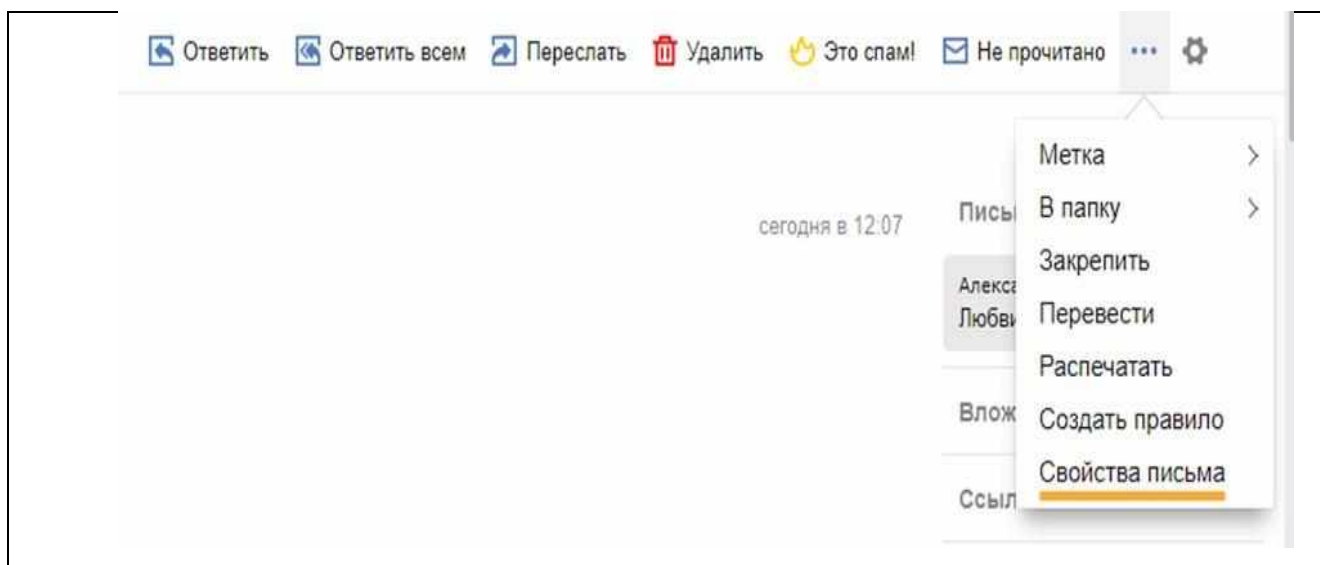 Ответить Ответить всем Переслать Удалить Это спам! Не прочитано
Метка
сегодня в 12:07
В папку
Закрепить
Перевести
Распечатать
Создать правило
Свойства письма